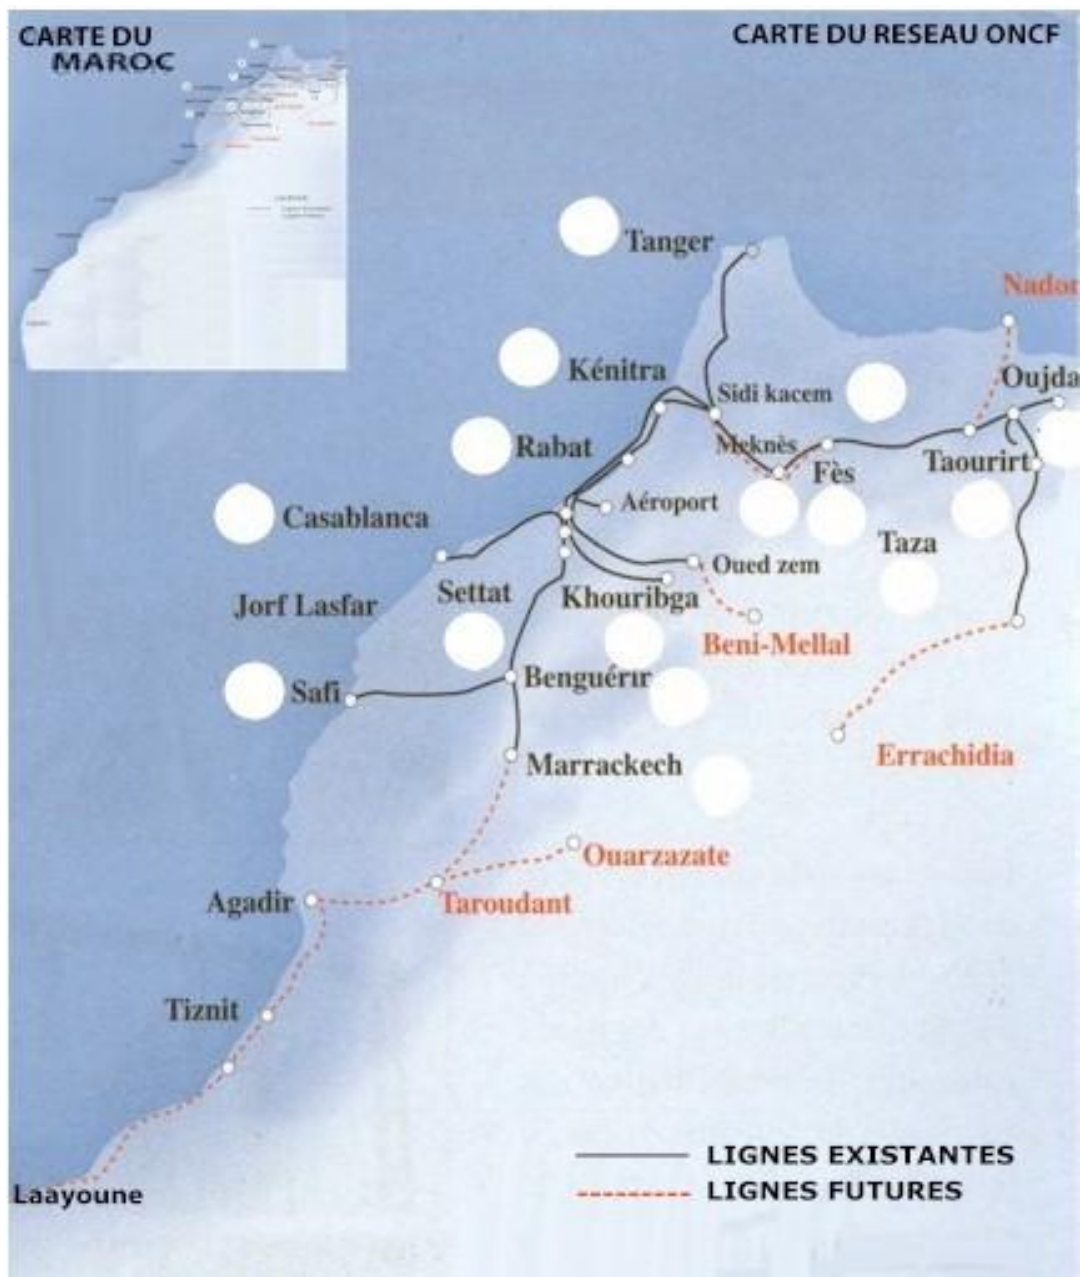 CARTE DU
MAROC
CARTE DU RESEAU ONCF
Tanger
Nador
Kénitra
Sidi kacem
Oujda
Rabat
Meknès
Fès
Taourirt
Casablanca
Aéroport
Taza
Oued zem
Settat
Khouribga
Jorf Lasfar
Beni-Mellal
Safi
Benguérir
Errachidia
Marrackech
Ouarzazate
Agadir
Taroudant
Tiznit
LIGNES EXISTANTES
LIGNES FUTURES
Laayoune